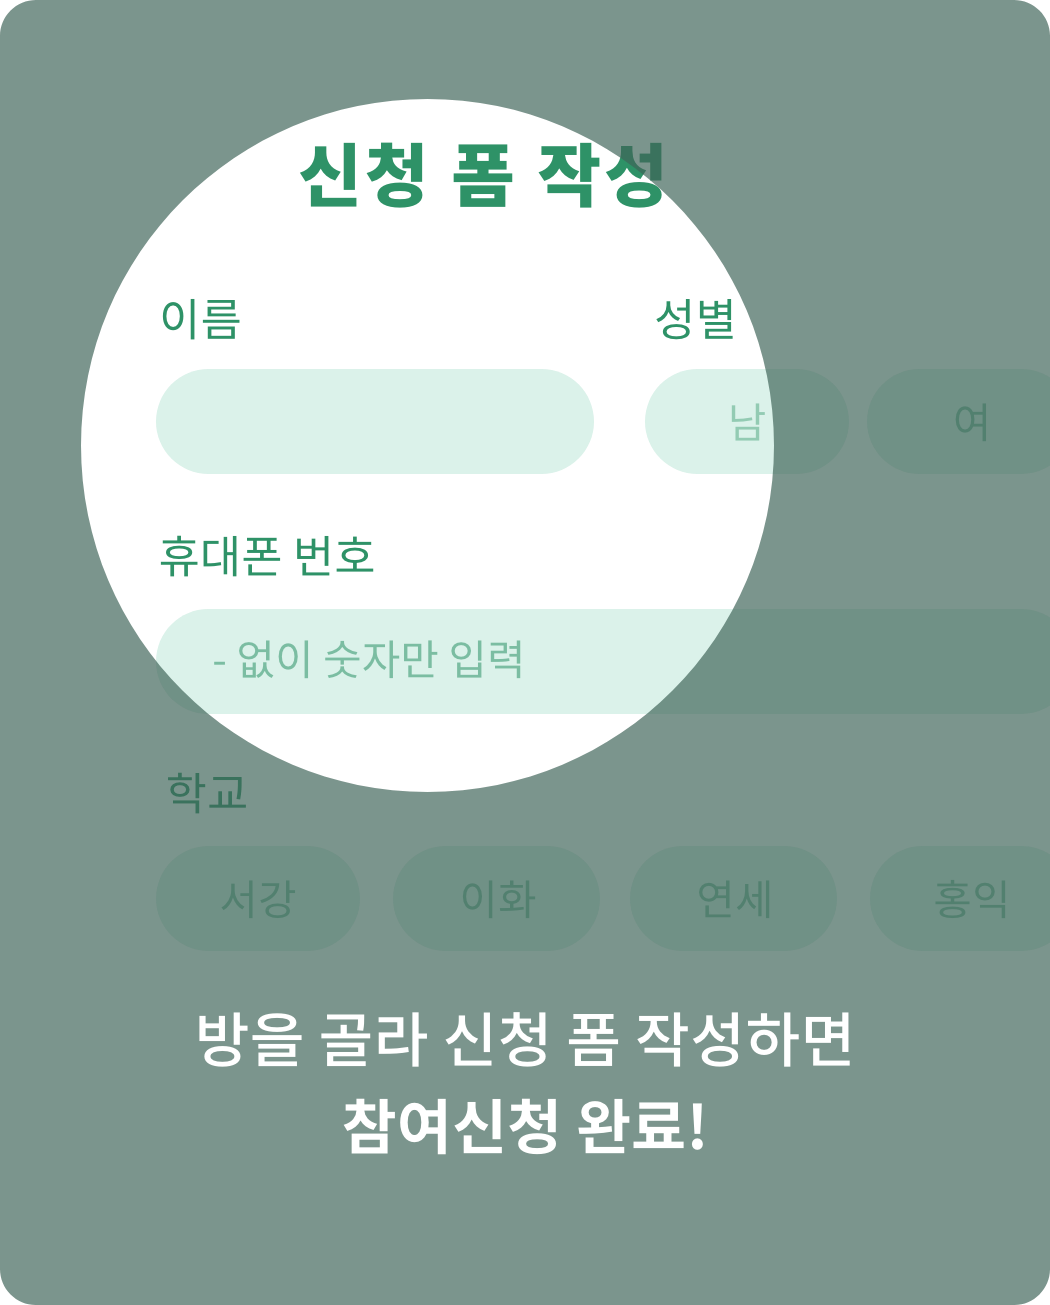 신청 폼 작성
이름 성별
남 여
휴대폰 번호
- 없이 숫자만 입력
학교
서강 이화 연세 홍익
방을 골라 신청 폼 작성하면
참여신청 완료!